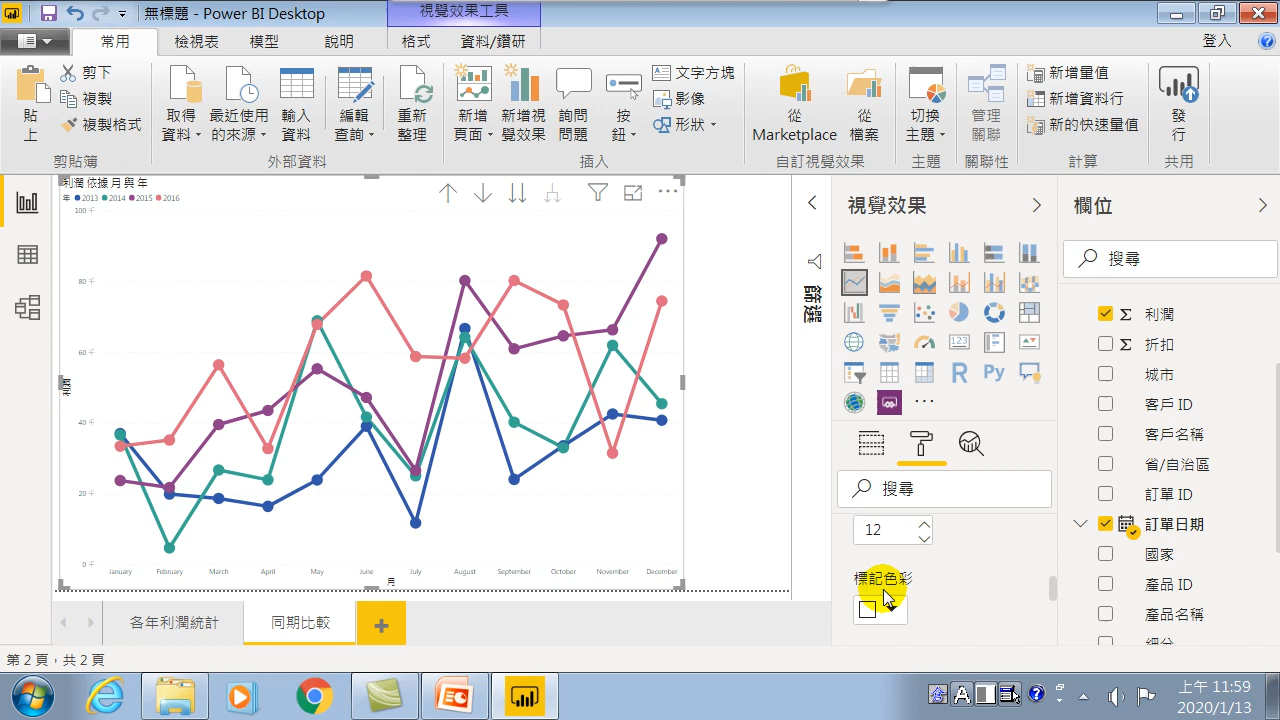 無標題 - Power BI Desktop
視覺效果工具
常用 檢視表 模型 說明 格式 資料/鑽研 登入
貼上
剪下
複製
複製格式
剪貼簿
取得資料
最近使用的來源
輸入資料
編輯查詢
重新整理
外部資料
新增頁面
新增視覺效果
詢問問題
按鈕
文字方塊
影像
形狀
插入
從 Marketplace
從檔案
自訂視覺效果
切換主題
主題
管理關聯
關聯性
新增量值
新增資料行
新的快速量值
計算
發行
共用
利潤 依據 月 與 年
年 2013 2014 2015 2016
100 千
80 千
60 千
40 千
20 千
0 千
利潤
January February March April May June July August September October November December
月
篩選
視覺效果
123
R
Py
搜尋
12
標記色彩
欄位
搜尋
Σ 利潤
Σ 折扣
城市
客戶 ID
客戶名稱
省/自治區
訂單 ID
訂單日期
國家
產品 ID
產品名稱
細分
各年利潤統計 同期比較
第 2 頁，共 2 頁
上午 11:59
2020/1/13